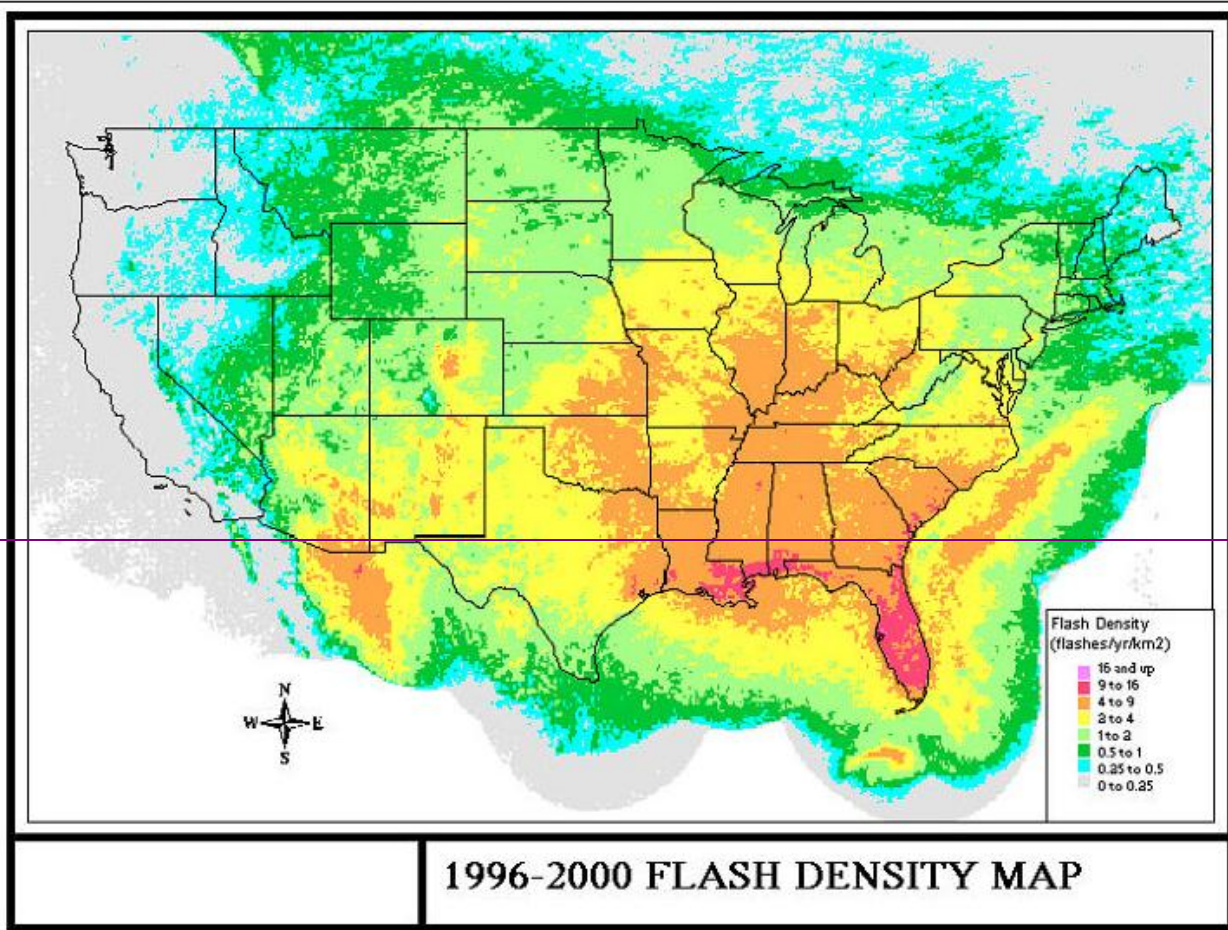 N
W E
S
Flash Density
(flashes/yr/km2)
16 and up
9 to 16
4 to 9
2 to 4
1 to 2
0.5 to 1
0.25 to 0.5
0 to 0.25
1996-2000 FLASH DENSITY MAP